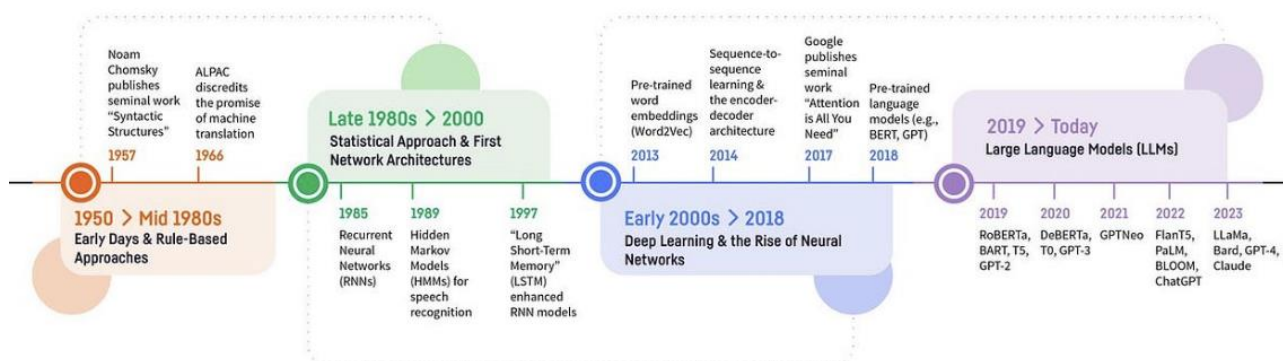 Noam
Chomsky
publishes
seminal work
“Syntactic
Structures”
1957
ALPAC
discredits
the promise
of machine
translation
1966
1950 > Mid 1980s
Early Days & Rule-Based
Approaches
Late 1980s > 2000
Statistical Approach & First
Network Architectures
1985
Recurrent
Neural
Networks
(RNNs)
1989
Hidden
Markov
Models
(HMMs) for
speech
recognition
1997
“Long
Short-Term
Memory”
(LSTM)
enhanced
RNN models
Pre-trained
word
embeddings
(Word2Vec)
2013
Sequence-to-
sequence
learning &
the encoder-
decoder
architecture
2014
Google
publishes
seminal
work
“Attention
is All You
Need”
2017
Pre-trained
language
models (e.g.,
BERT, GPT)
2018
Early 2000s > 2018
Deep Learning & the Rise of Neural
Networks
2019 > Today
Large Language Models (LLMs)
2019
RoBERTa,
BART, T5,
GPT-2
2020
DeBERTa,
T0, GPT-3
2021
GPTNeo
2022
FlanT5,
PaLM,
BLOOM,
ChatGPT
2023
LLaMa,
Bard, GPT-4,
Claude